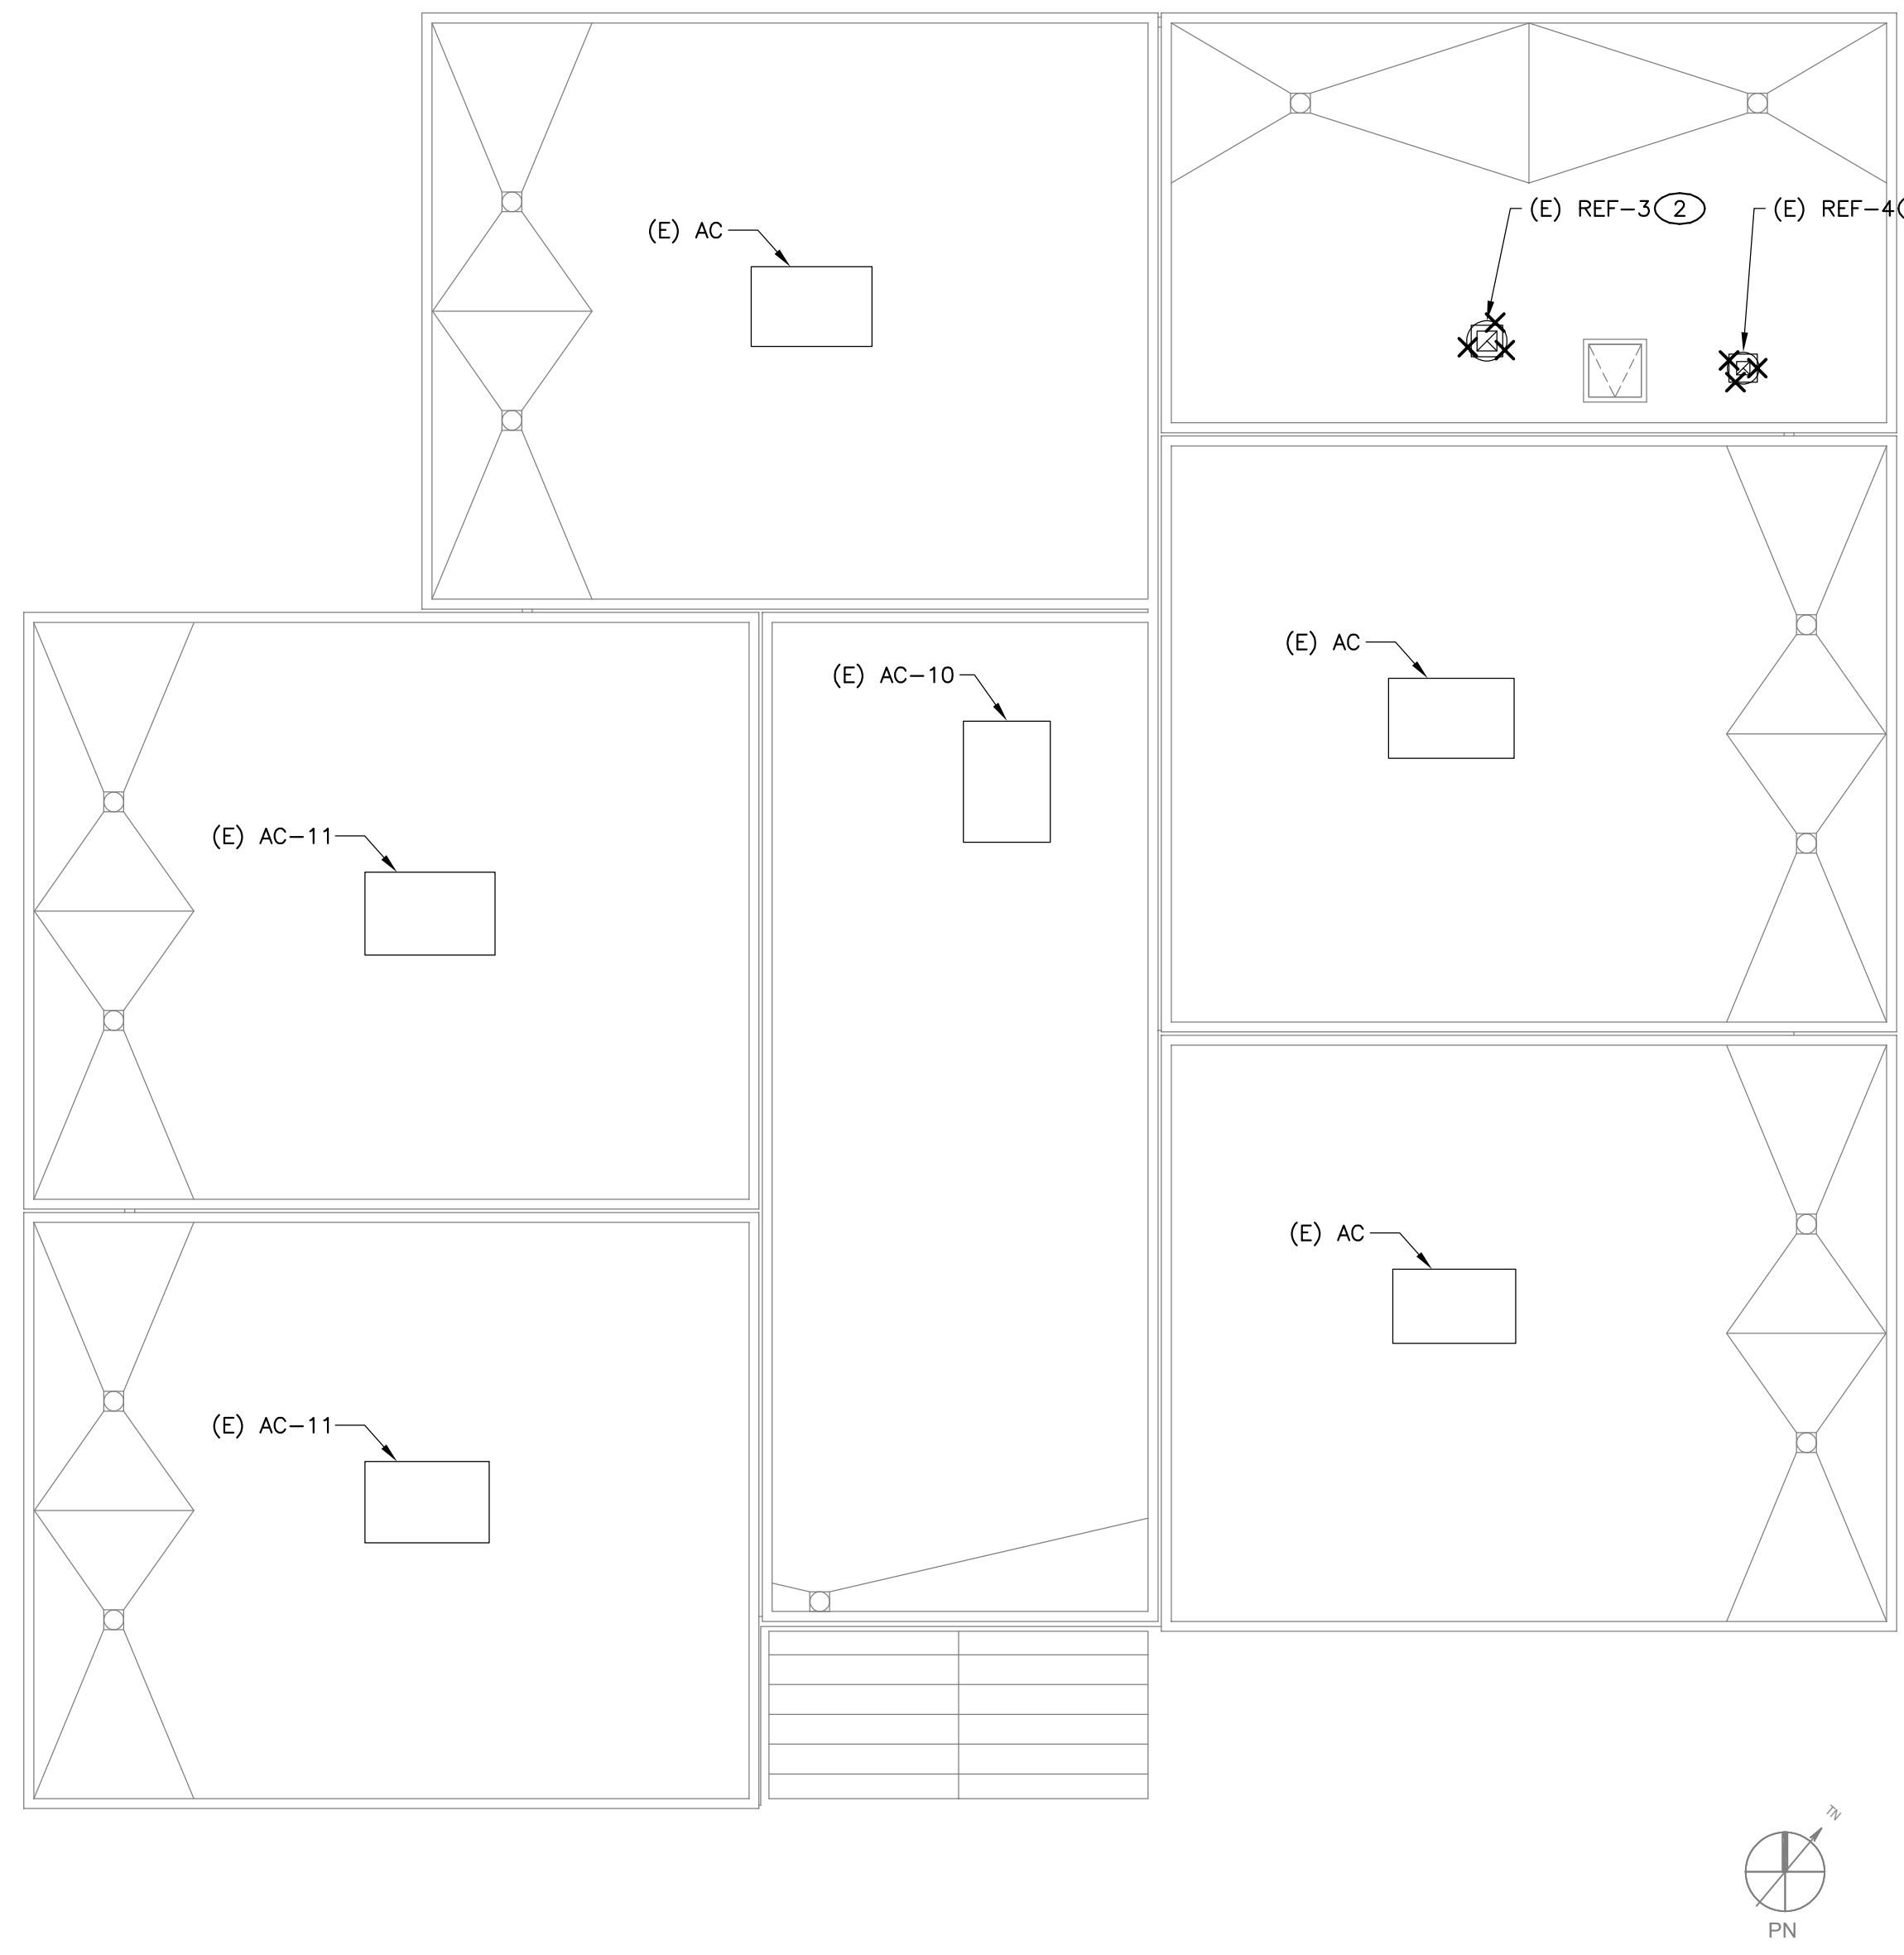 (E) REF-3 2
(E) REF-4
(E) AC
(E) AC
(E) AC-10
(E) AC-11
(E) AC
(E) AC-11
TN
PN